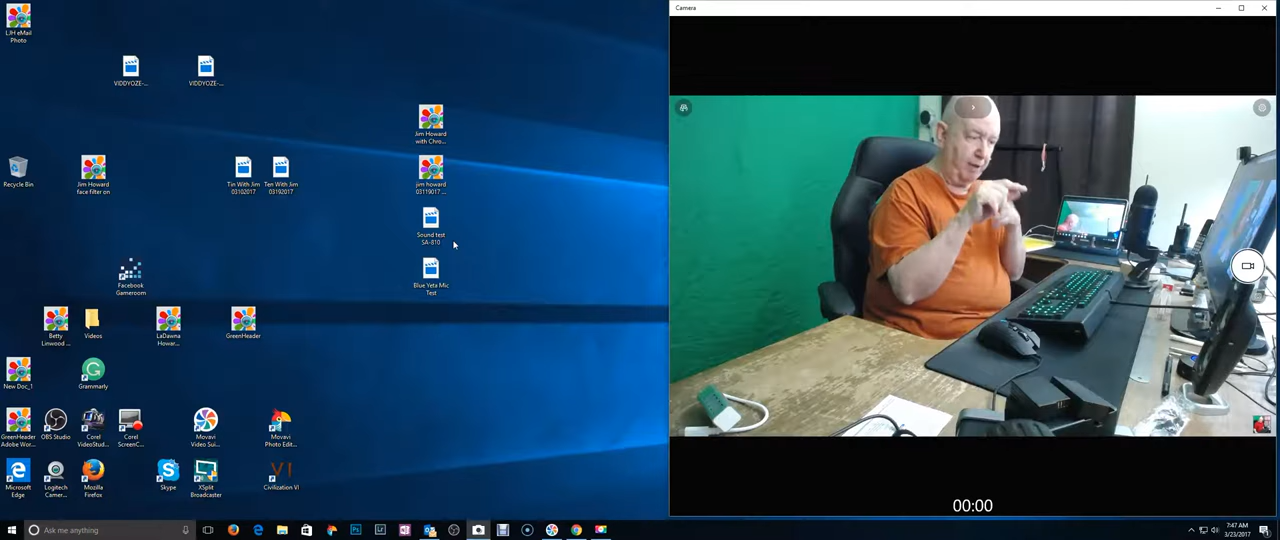 LJH eMail
Photo
VIDDYOZE-...
VIDDYOZE-...
Jim Howard
with Chro...
Recycle Bin
Jim Howard
face filter on
Tin With Jim
03102017
Ten With Jim
03192017
jim howard
03119017 ...
Sound test
SA-810
Facebook
Gameroom
Blue Yeta Mic
Test
Betty
Linwood ...
Videos
LaDawna
Howar...
GreenHeader
New Doc_1
Grammarly
GreenHeader
Adobe Wor...
OBS Studio
Corel
VideoStud...
Corel
ScreenC...
Movavi
Video Sui...
Movavi
Photo Edit...
Microsoft
Edge
Logitech
Camer...
Mozilla
Firefox
Skype
XSplit
Broadcaster
VI
Civilization VI
Camera
00:00
Ask me anything
Ps
Lr
7:47 AM
3/23/2017